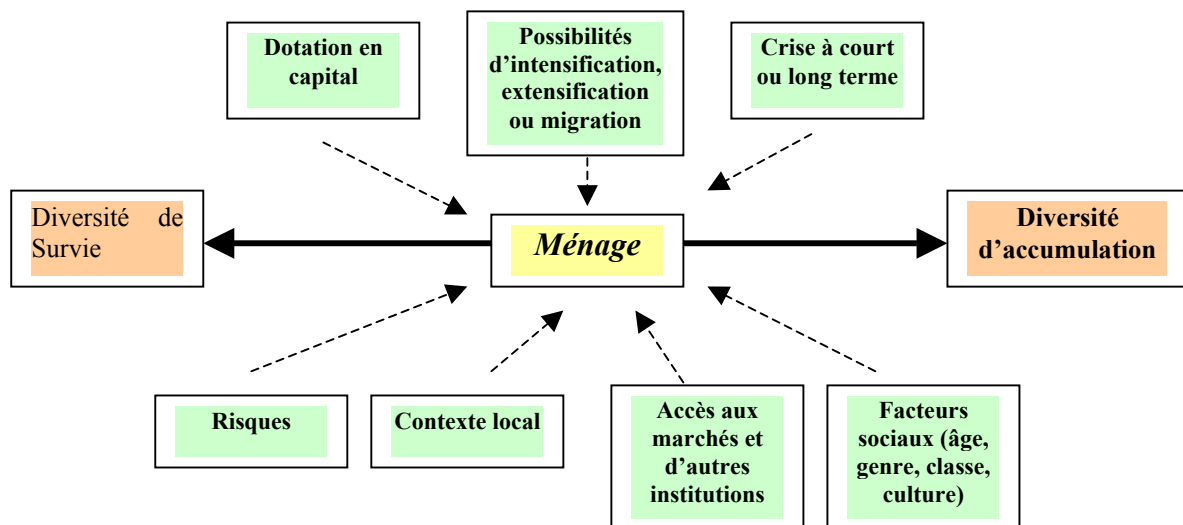 Dotation en
capital
Possibilités
d’intensification,
extensification
ou migration
Crise à court
ou long terme
Diversité de
Survie
Ménage
Diversité
d’accumulation
Risques
Contexte local
Accès aux
marchés et
d’autres
institutions
Facteurs
sociaux (âge,
genre, classe,
culture)